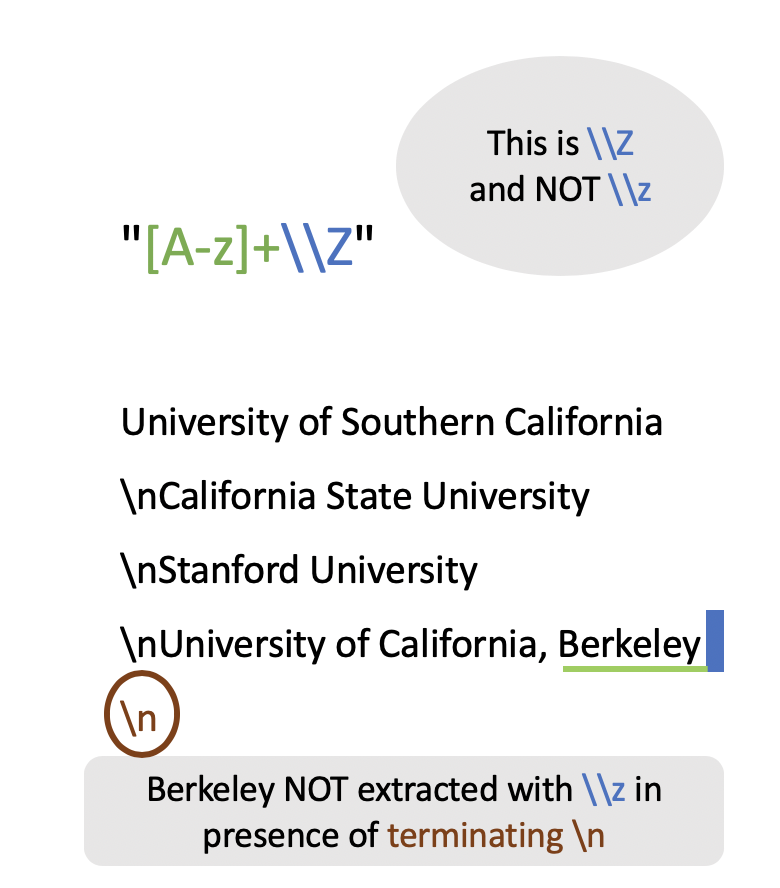 This is \\Z
and NOT \\z
"[A-z]+\\Z"
University of Southern California
\nCalifornia State University
\nStanford University
\nUniversity of California, Berkeley
\n
Berkeley NOT extracted with \\z in
presence of terminating \n